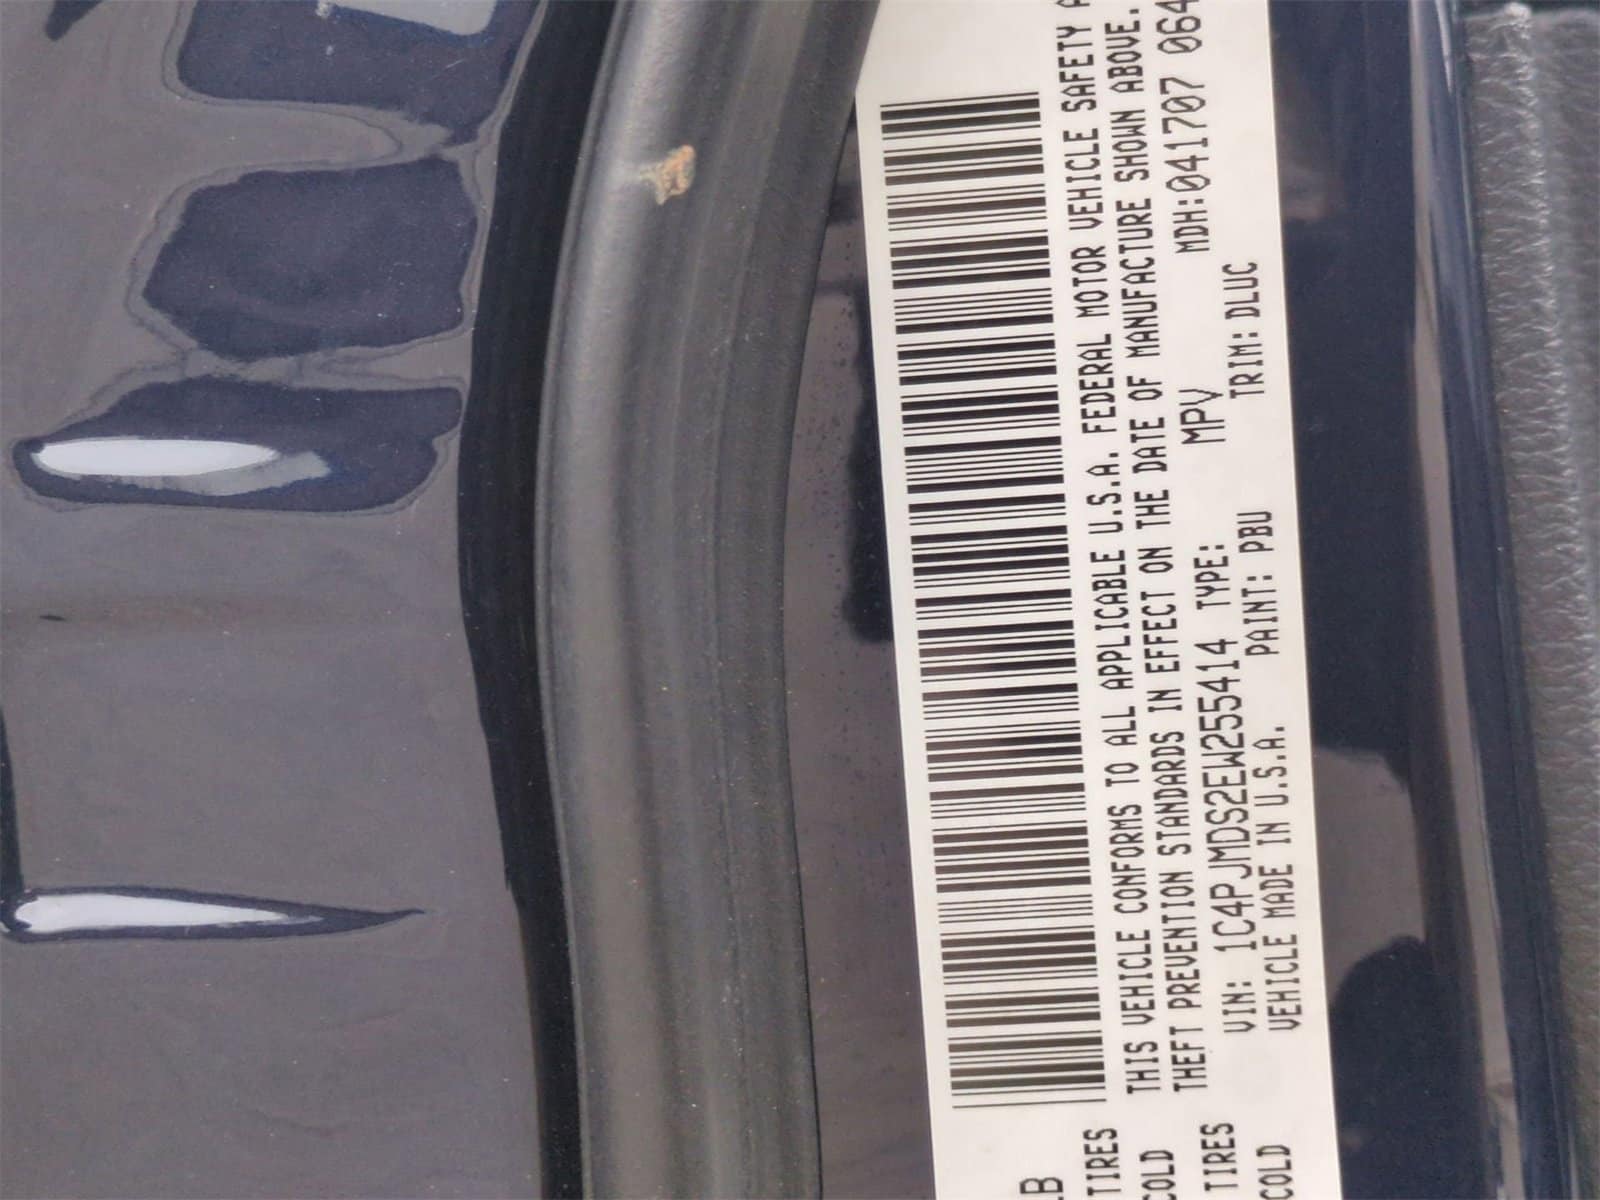 LB
TIRES
COLD
TIRES
COLD
THIS VEHICLE CONFORMS TO ALL APPLICABLE U.S.A. FEDERAL MOTOR VEHICLE SAFETY
THEFT PREVENTION STANDARDS IN EFFECT ON THE DATE OF MANUFACTURE SHOWN ABOVE.
VIN: 1C4PJMDS2EW255414 TYPE: MPV MDH:041707 064
VEHICLE MADE IN U.S.A. PAINT: PBU TRIM: DLUC